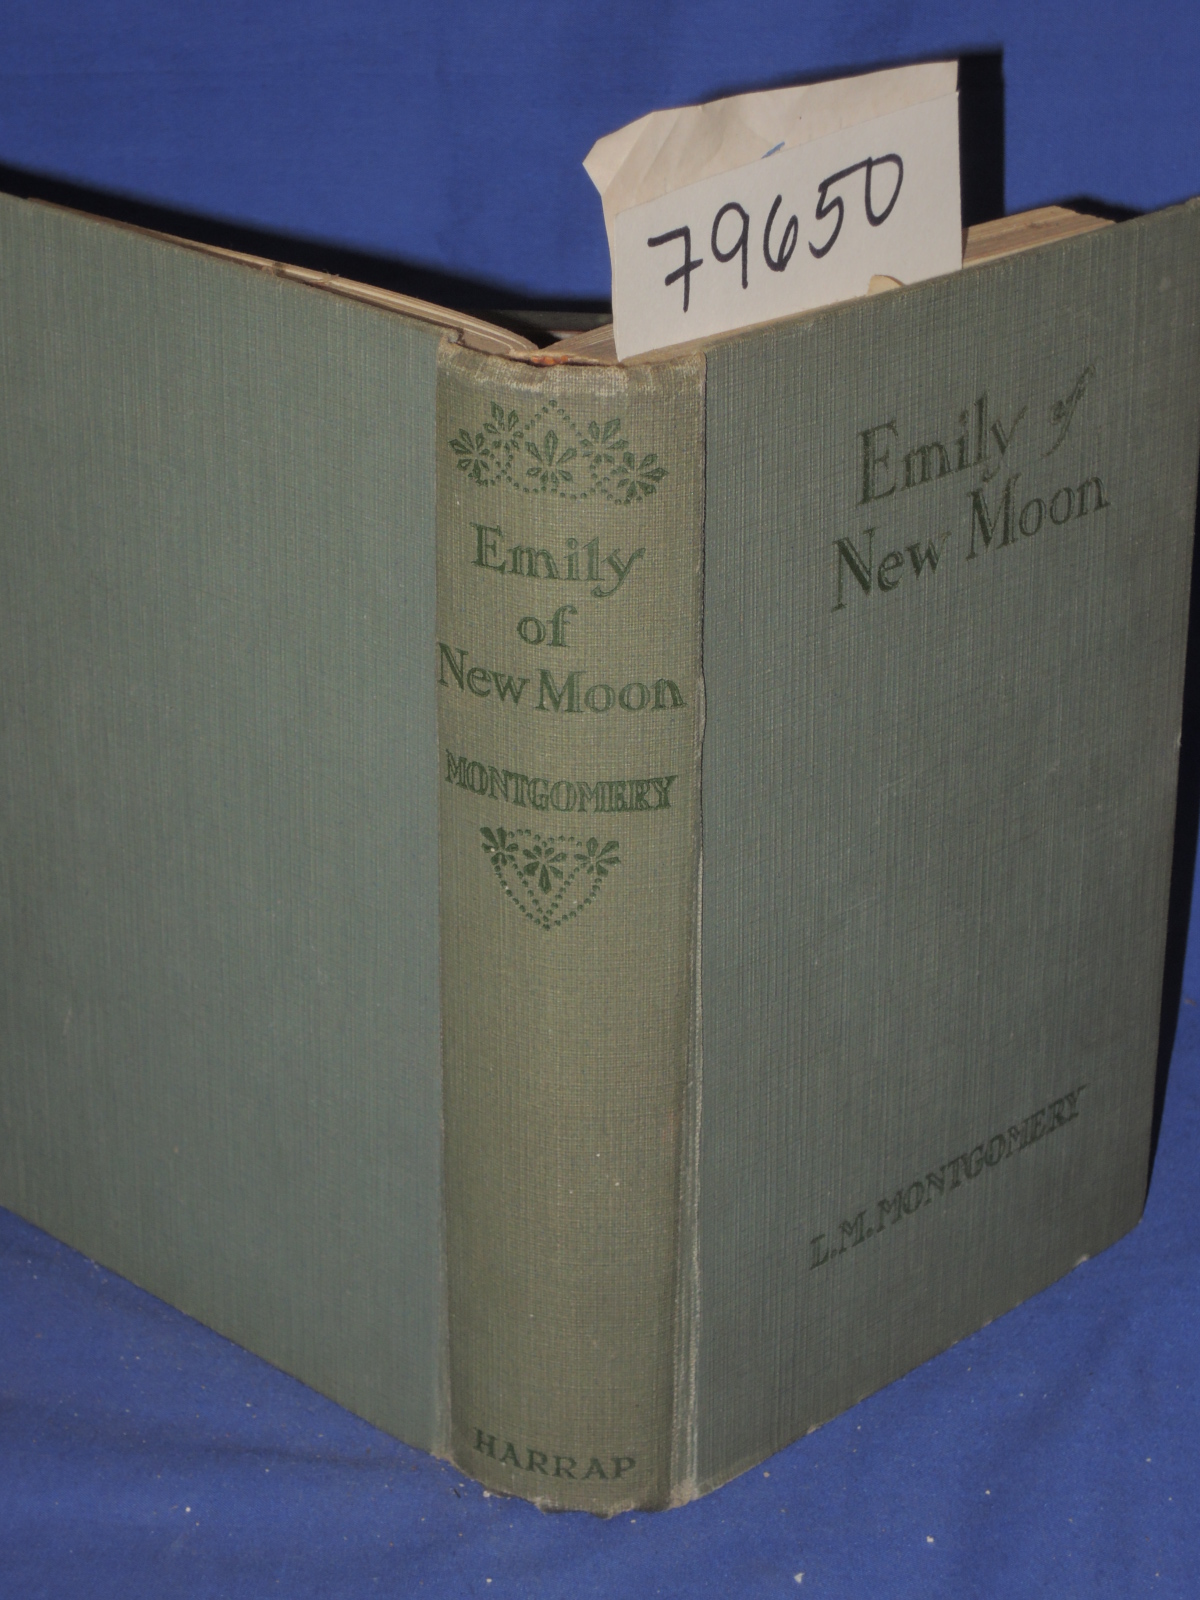 79650
Emily
of
New Moon
MONTGOMERY
HARRAP
Emily of
New Moon
L.M.MONTGOMERY